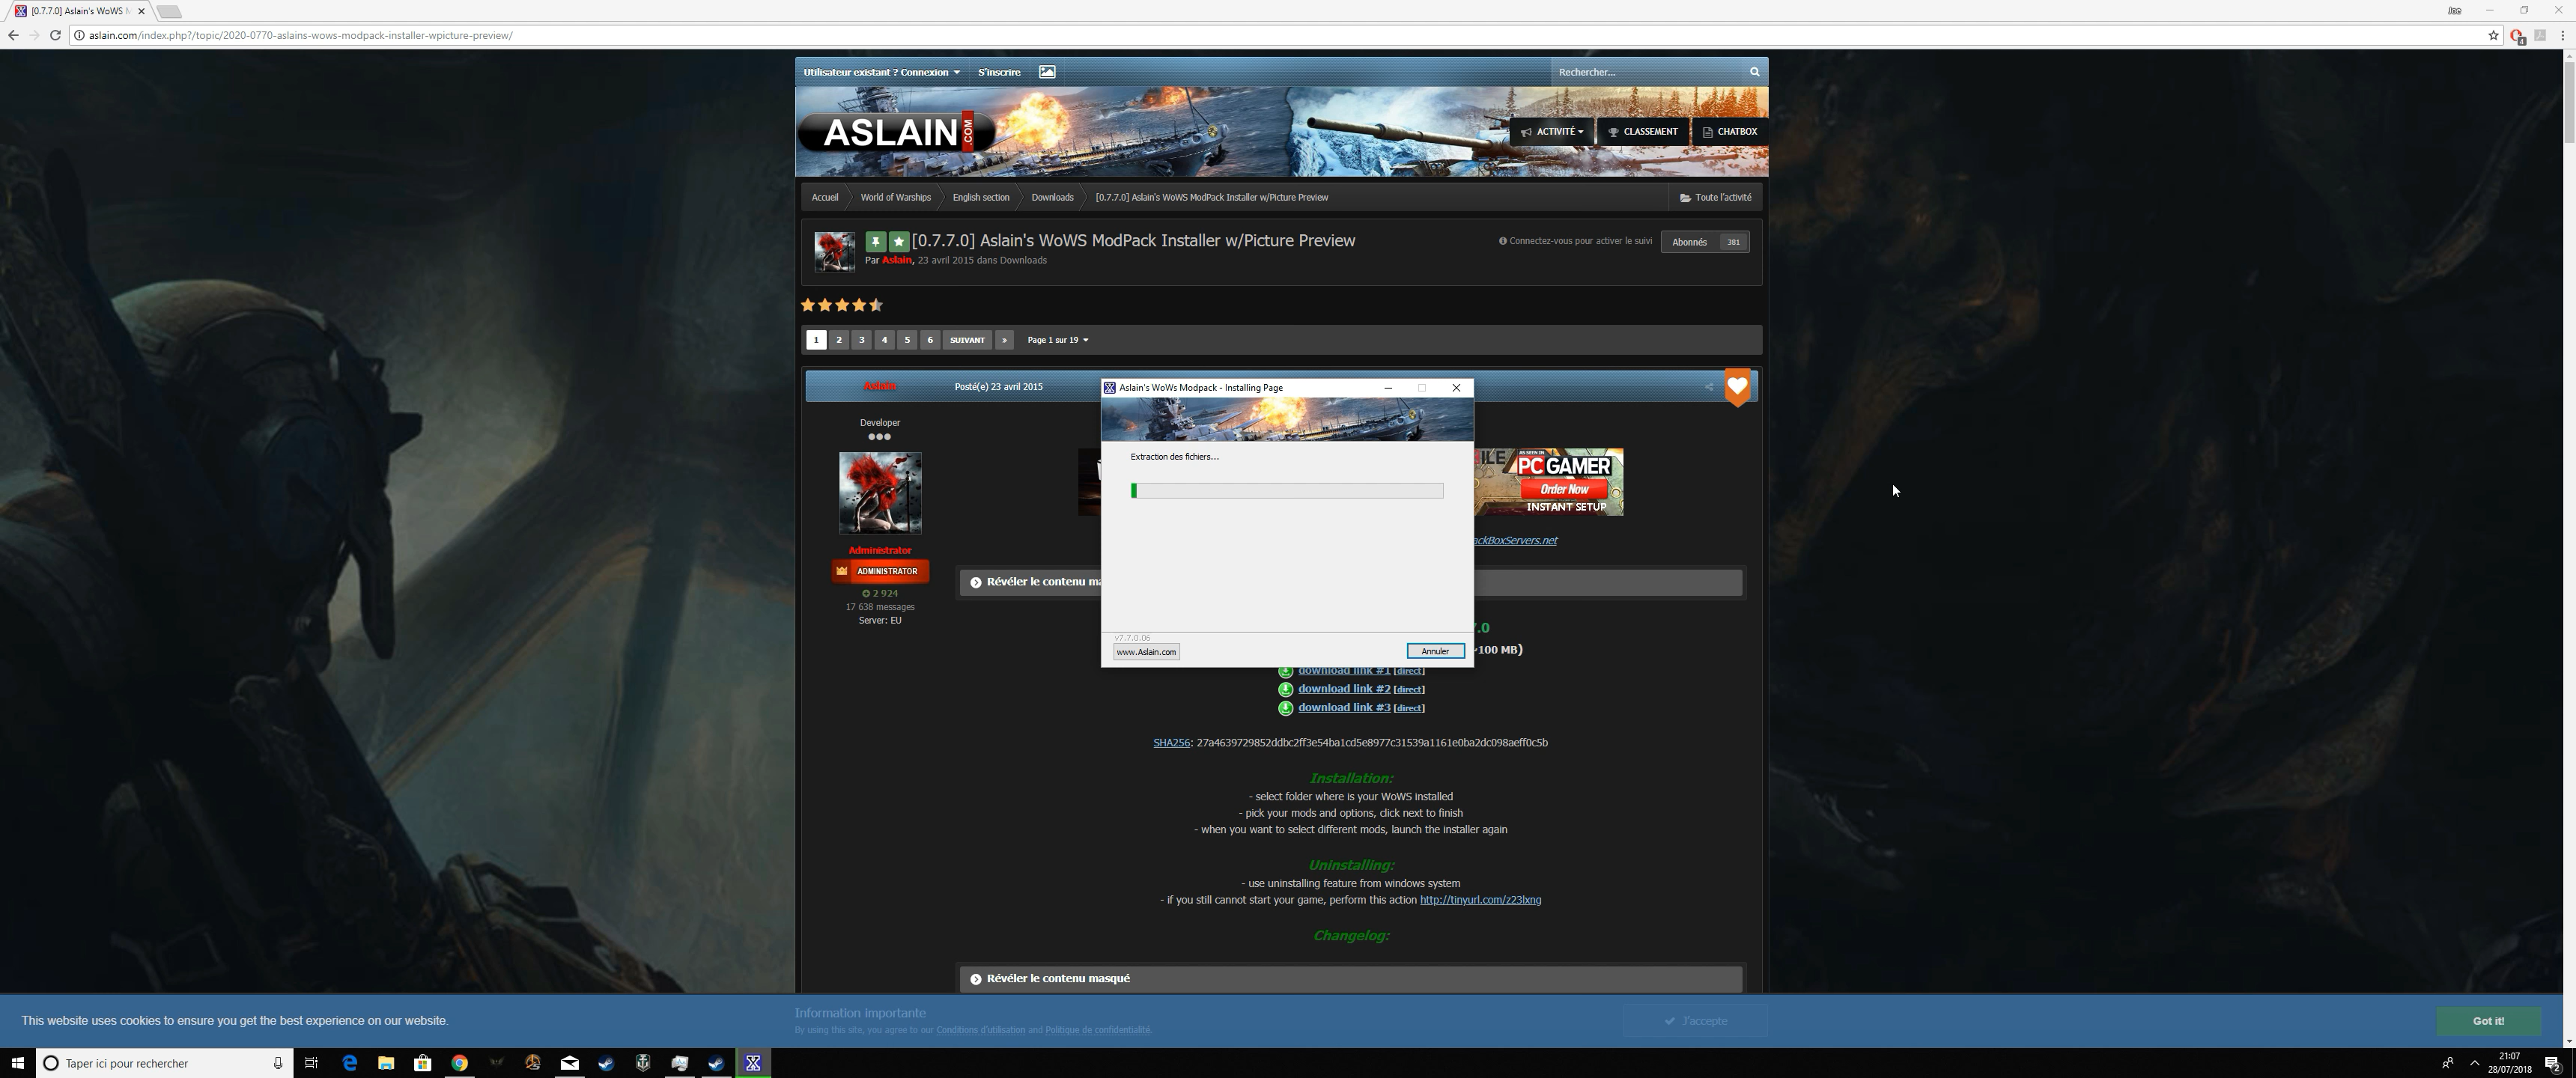 [0.7.7.0] Aslain's WoWS M
Joe
aslain.com/index.php?/topic/2020-0770-aslains-wows-modpack-installer-wpicture-preview/
4
Utilisateur existant ? Connexion
S'inscrire
Rechercher...
ASLAIN.COM
ACTIVITÉ
CLASSEMENT
CHATBOX
Accueil
World of Warships
English section
Downloads
[0.7.7.0] Aslain's WoWS ModPack Installer w/Picture Preview
Toute l'activité
[0.7.7.0] Aslain's WoWS ModPack Installer w/Picture Preview
Connectez-vous pour activer le suivi
Abonnés 381
Par Aslain, 23 avril 2015 dans Downloads
1 2 3 4 5 6 SUIVANT » Page 1 sur 19
Aslain
Posté(e) 23 avril 2015
Aslain's WoWs Modpack - Installing Page
Developer
Extraction des fichiers...
AS SEEN IN
PC GAMER
Order Now
INSTANT SETUP
ackBoxServers.net
Administrator
ADMINISTRATOR
2 924
17 638 messages
Server: EU
Révéler le contenu ma
.0
v7.7.0.06
www.Aslain.com
Annuler
100 MB)
download link #1 [direct]
download link #2 [direct]
download link #3 [direct]
SHA256: 27a4639729852ddbc2ff3e54ba1cd5e8977c31539a1161e0ba2dc098aeff0c5b
Installation:
- select folder where is your WoWS installed
- pick your mods and options, click next to finish
- when you want to select different mods, launch the installer again
Uninstalling:
- use uninstalling feature from windows system
- if you still cannot start your game, perform this action http://tinyurl.com/z23lxng
Changelog:
Révéler le contenu masqué
This website uses cookies to ensure you get the best experience on our website.
Information importante
By using this site, you agree to our Conditions d'utilisation and Politique de confidentialité.
J'accepte
Got it!
Taper ici pour rechercher
21:07
28/07/2018
2